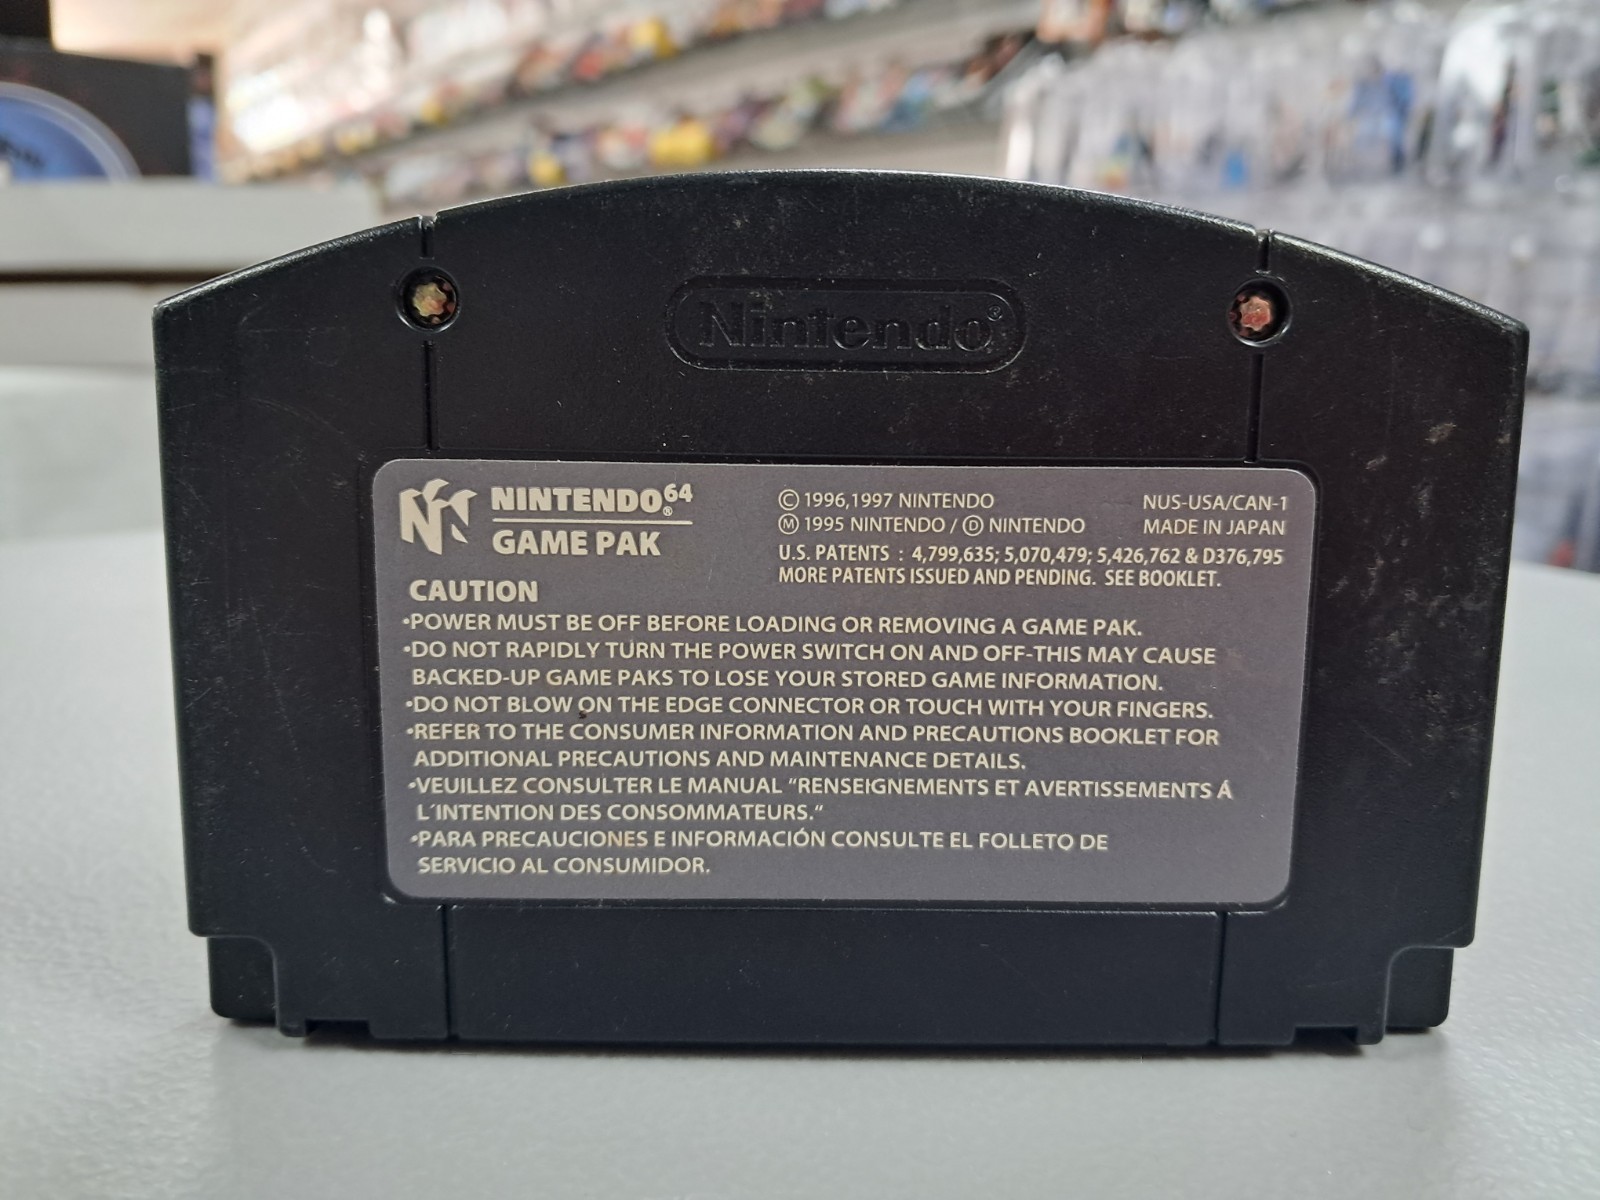 Nintendo®
NINTENDO⁶⁴®
GAME PAK
© 1996,1997 NINTENDO
Ⓜ 1995 NINTENDO / Ⓓ NINTENDO
NUS-USA/CAN-1
MADE IN JAPAN
U.S. PATENTS : 4,799,635; 5,070,479; 5,426,762 & D376,795
MORE PATENTS ISSUED AND PENDING. SEE BOOKLET.
CAUTION
•POWER MUST BE OFF BEFORE LOADING OR REMOVING A GAME PAK.
•DO NOT RAPIDLY TURN THE POWER SWITCH ON AND OFF-THIS MAY CAUSE
BACKED-UP GAME PAKS TO LOSE YOUR STORED GAME INFORMATION.
•DO NOT BLOW ON THE EDGE CONNECTOR OR TOUCH WITH YOUR FINGERS.
•REFER TO THE CONSUMER INFORMATION AND PRECAUTIONS BOOKLET FOR
ADDITIONAL PRECAUTIONS AND MAINTENANCE DETAILS.
•VEUILLEZ CONSULTER LE MANUAL “RENSEIGNEMENTS ET AVERTISSEMENTS Á
L´INTENTION DES CONSOMMATEURS.“
•PARA PRECAUCIONES E INFORMACIÓN CONSULTE EL FOLLETO DE
SERVICIO AL CONSUMIDOR.